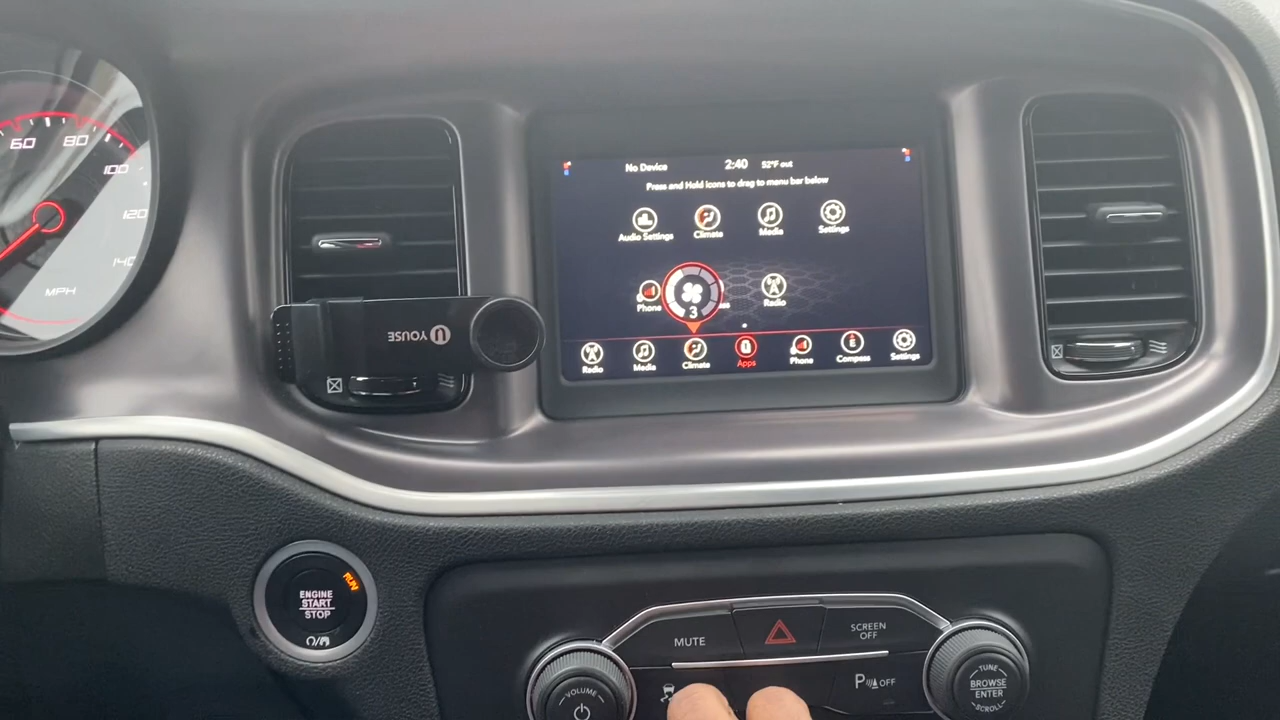 60
80
100
120
140
MPH
No Device 2:40 52°F out
Press and Hold icons to drag to menu bar below
Audio Settings Climate Media Settings
Phone Radio
3
Radio Media Climate Apps Phone Compass Settings
E
YOUSE
RUN
ENGINE
START
STOP
MUTE
SCREEN
OFF
VOLUME
P OFF
TUNE
BROWSE
ENTER
SCROLL